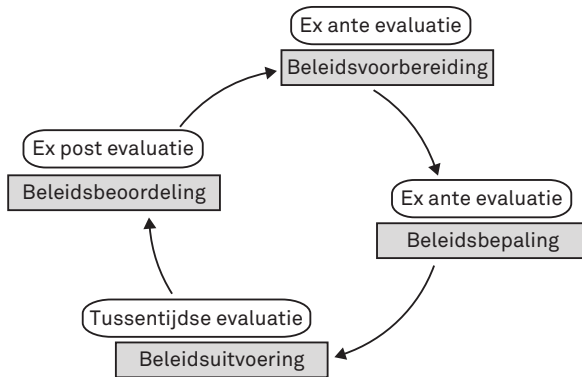 Ex ante evaluatie
Beleidsvoorbereiding
Ex ante evaluatie
Beleidsbepaling
Tussentijdse evaluatie
Beleidsuitvoering
Ex post evaluatie
Beleidsbeoordeling